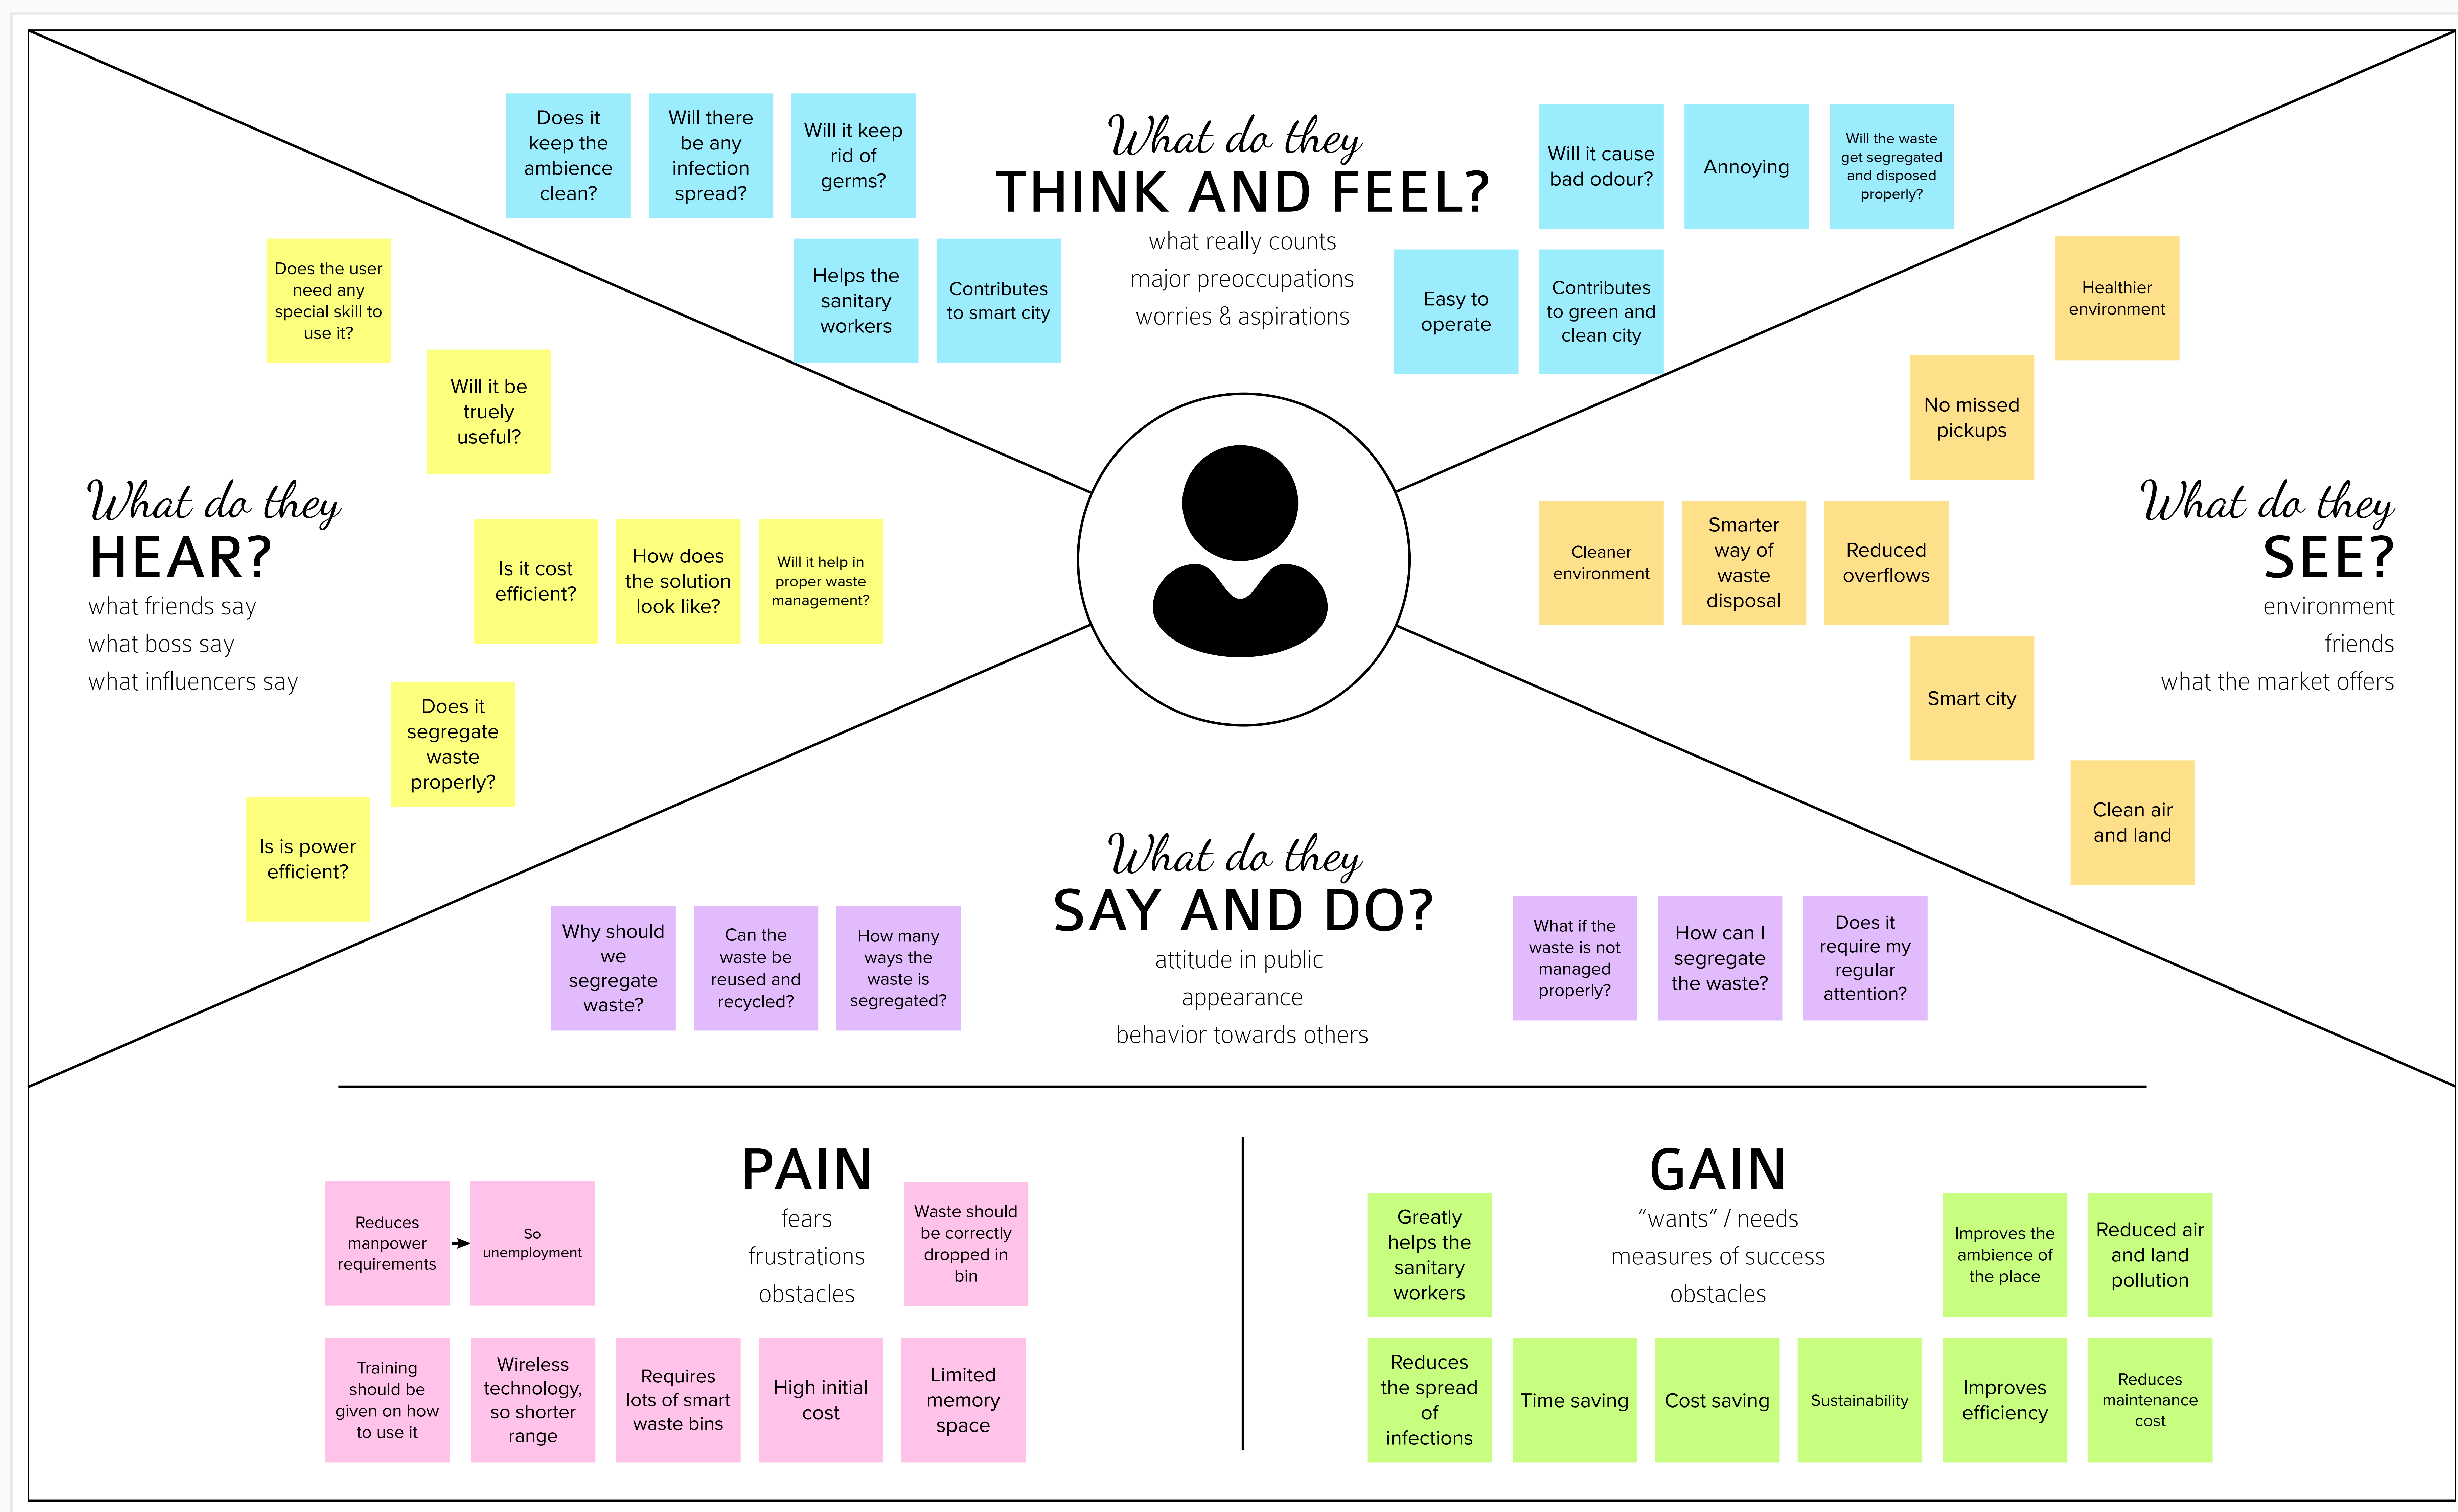 What do they
THINK AND FEEL?
what really counts
major preoccupations
worries & aspirations
Does it
keep the
ambience
clean?
Will there
be any
infection
spread?
Will it keep
rid of
germs?
Helps the
sanitary
workers
Contributes
to smart city
Will it cause
bad odour?
Annoying
Will the waste
get segregated
and disposed
properly?
Easy to
operate
Contributes
to green and
clean city
What do they
HEAR?
what friends say
what boss say
what influencers say
Does the user
need any
special skill to
use it?
Will it be
truely
useful?
Is it cost
efficient?
How does
the solution
look like?
Will it help in
proper waste
management?
Does it
segregate
waste
properly?
Is is power
efficient?
What do they
SEE?
environment
friends
what the market offers
Healthier
environment
No missed
pickups
Cleaner
environment
Smarter
way of
waste
disposal
Reduced
overflows
Smart city
Clean air
and land
What do they
SAY AND DO?
attitude in public
appearance
behavior towards others
Why should
we
segregate
waste?
Can the
waste be
reused and
recycled?
How many
ways the
waste is
segregated?
What if the
waste is not
managed
properly?
How can I
segregate
the waste?
Does it
require my
regular
attention?
PAIN
fears
frustrations
obstacles
Reduces
manpower
requirements
So
unemployment
Waste should
be correctly
dropped in
bin
Training
should be
given on how
to use it
Wireless
technology,
so shorter
range
Requires
lots of smart
waste bins
High initial
cost
Limited
memory
space
GAIN
“wants” / needs
measures of success
obstacles
Greatly
helps the
sanitary
workers
Improves the
ambience of
the place
Reduced air
and land
pollution
Reduces
the spread
of
infections
Time saving
Cost saving
Sustainability
Improves
efficiency
Reduces
maintenance
cost